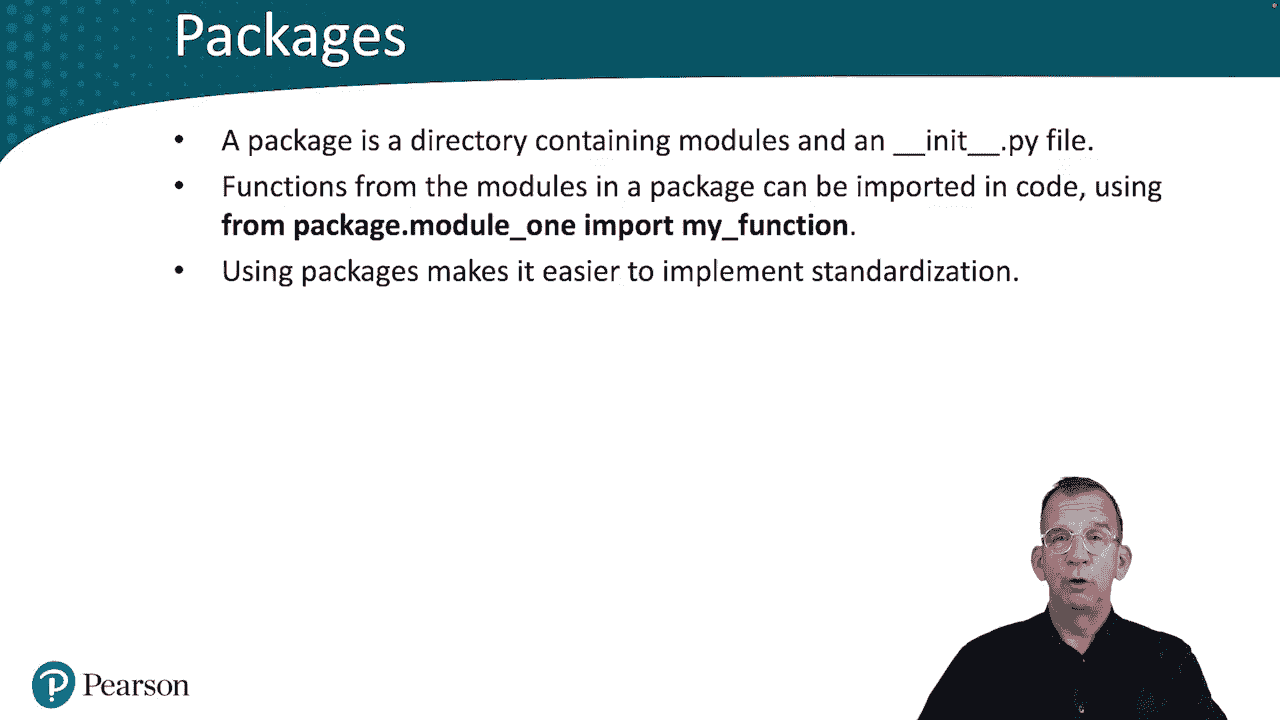 Packages
• A package is a directory containing modules and an __init__.py file.
• Functions from the modules in a package can be imported in code, using
from package.module_one import my_function.
• Using packages makes it easier to implement standardization.
Pearson